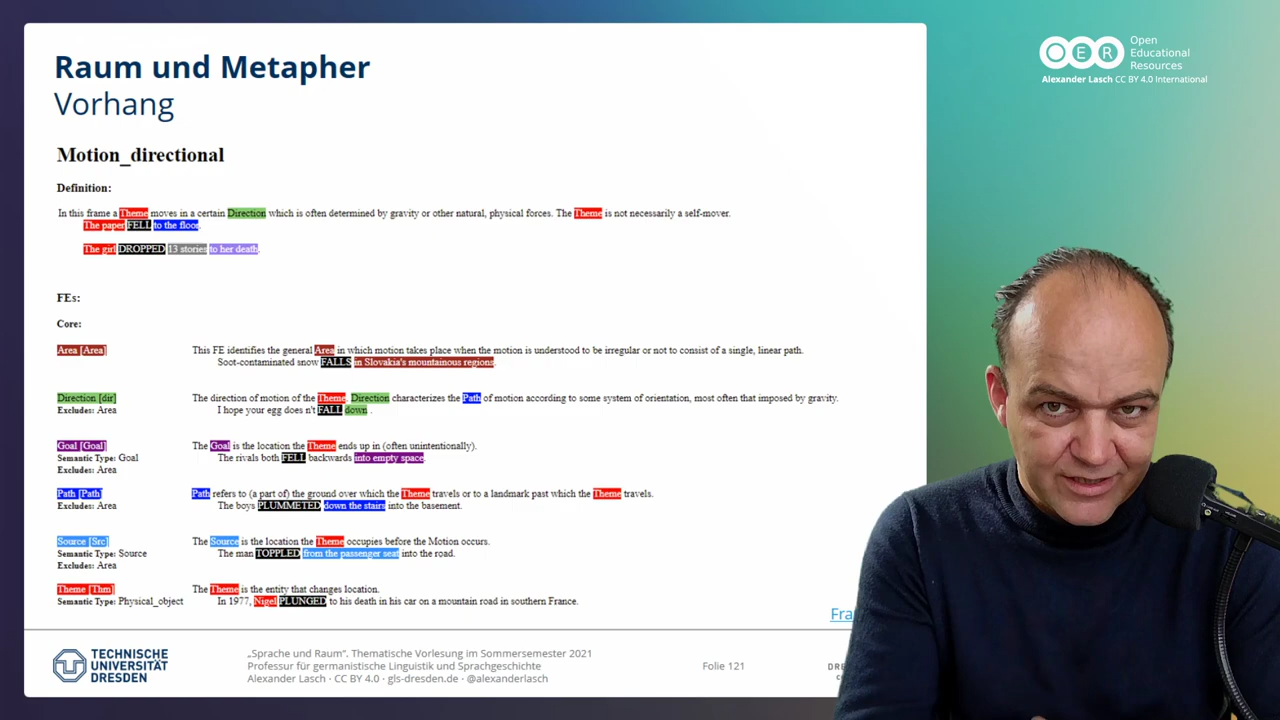 Raum und Metapher
Vorhang
Motion_directional
Definition:
In this frame a Theme moves in a certain Direction which is often determined by gravity or other natural, physical forces. The Theme is not necessarily a self-mover.
The paper FELL to the floor.
The girl DROPPED 13 stories to her death.
FEs:
Core:
Area [Area] This FE identifies the general Area in which motion takes place when the motion is understood to be irregular or not to consist of a single, linear path.
Soot-contaminated snow FALLS in Slovakia's mountainous regions.
Direction [dir] The direction of motion of the Theme. Direction characterizes the Path of motion according to some system of orientation, most often that imposed by gravity.
Excludes: Area I hope your egg does n't FALL down .
Goal [Goal] The Goal is the location the Theme ends up in (often unintentionally).
Semantic Type: Goal The rivals both FELL backwards into empty space.
Excludes: Area
Path [Path] Path refers to (a part of) the ground over which the Theme travels or to a landmark past which the Theme travels.
Excludes: Area The boys PLUMMETED down the stairs into the basement.
Source [Src] The Source is the location the Theme occupies before the Motion occurs.
Semantic Type: Source The man TOPPLED from the passenger seat into the road.
Excludes: Area
Theme [Thm] The Theme is the entity that changes location.
Semantic Type: Physical_object In 1977, Nigel PLUNGED to his death in his car on a mountain road in southern France.
TECHNISCHE
UNIVERSITÄT
DRESDEN
„Sprache und Raum“. Thematische Vorlesung im Sommersemester 2021
Professur für germanistische Linguistik und Sprachgeschichte
Alexander Lasch · CC BY 4.0 · gls-dresden.de · @alexanderlasch
Folie 121
OER
Open
Educational
Resources
Alexander Lasch CC BY 4.0 International